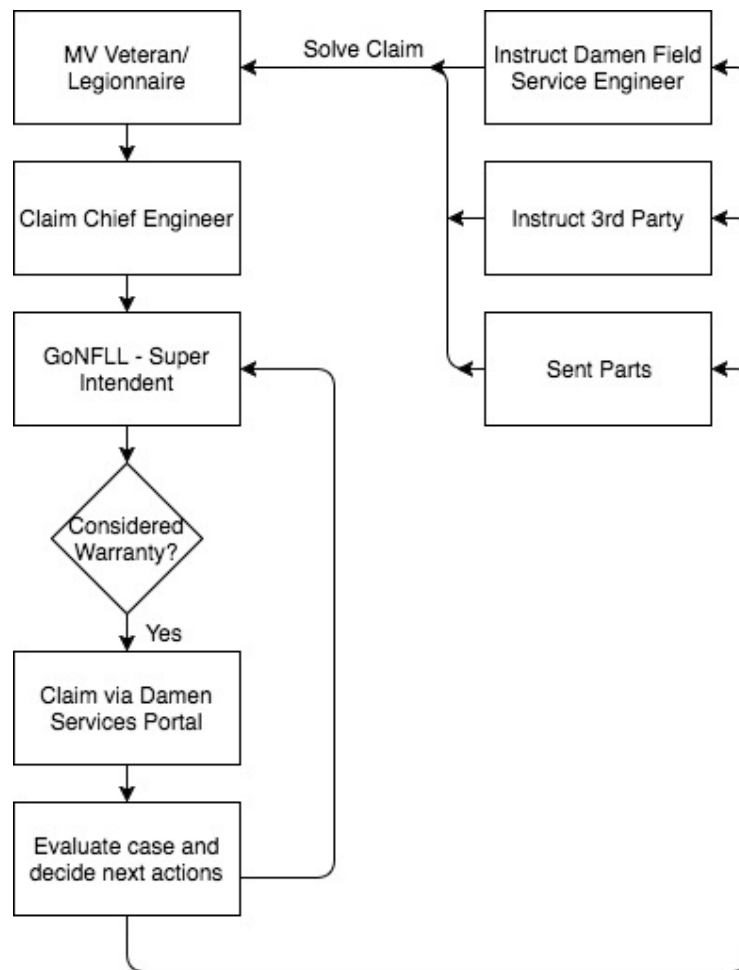 MV Veteran/
Legionnaire
Solve Claim
Instruct Damen Field
Service Engineer
Claim Chief Engineer
Instruct 3rd Party
GoNFLL - Super
Intendent
Sent Parts
Considered
Warranty?
Yes
Claim via Damen
Services Portal
Evaluate case and
decide next actions